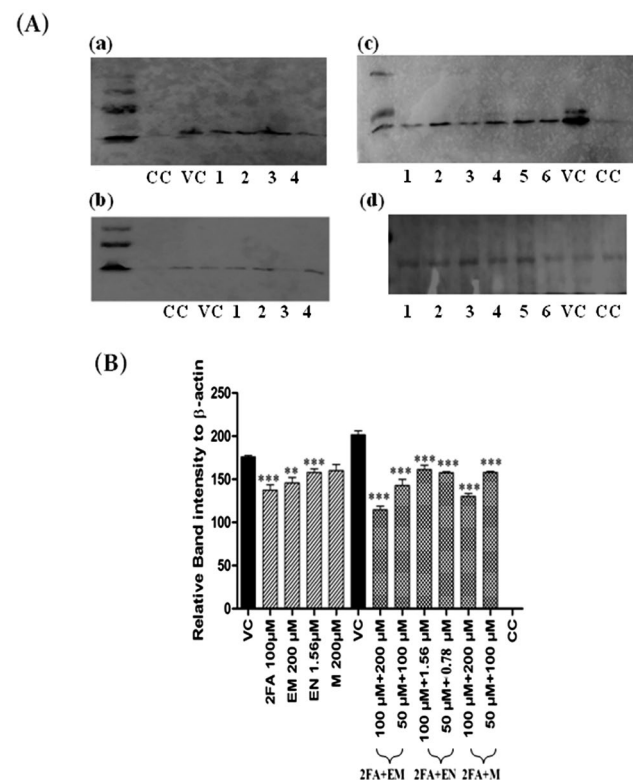 (A)
(a)
CC VC 1 2 3 4
(b)
CC VC 1 2 3 4
(c)
1 2 3 4 5 6 VC CC
(d)
1 2 3 4 5 6 VC CC
(B)
Relative Band intensity to β-actin
250
200
150
100
50
0
*** ** *** *** *** *** *** *** ***
VC
2FA 100µM
EM 200 µM
EN 1.56µM
M 200µM
VC
100 µM+200 µM
50 µM+100 µM
100 µM+1.56 µM
50 µM+0.78 µM
100 µM+200 µM
50 µM+100 µM
CC
2FA+EM 2FA+EN 2FA+M